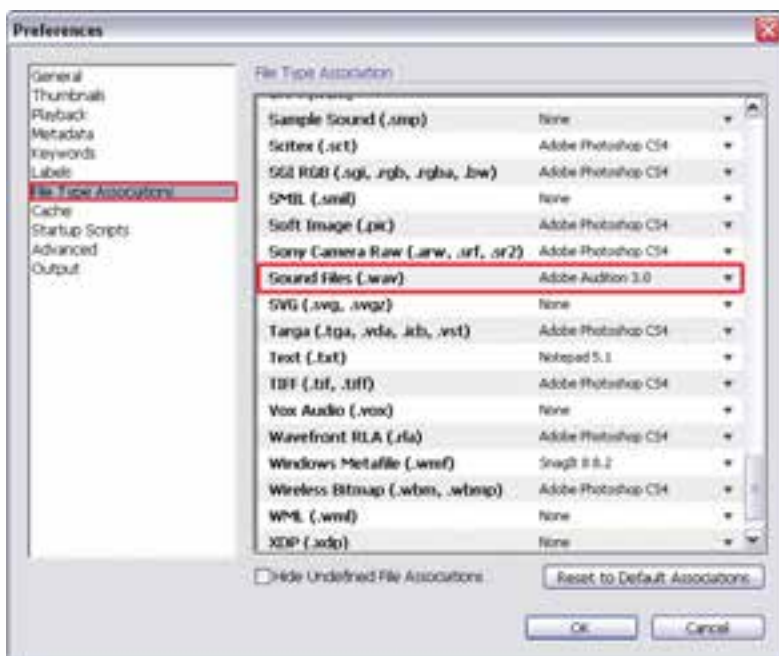 Preferences
General
Thumbnails
Playback
Metadata
Keywords
Labels
File Type Associations
Cache
Startup Scripts
Advanced
Output
File Type Association
Sample Sound (.smp) None
Scitex (.sct) Adobe Photoshop CS4
SGI RGB (.sgi, .rgb, .rgba, .bw) Adobe Photoshop CS4
SMIL (.smil) None
Soft Image (.pic) Adobe Photoshop CS4
Sony Camera Raw (.arw, .srf, .sr2) Adobe Photoshop CS4
Sound Files (.wav) Adobe Audition 3.0
SVG (.svg, .svgz) None
Targa (.tga, .vda, .icb, .vst) Adobe Photoshop CS4
Text (.txt) Notepad 5.1
TIFF (.tif, .tiff) Adobe Photoshop CS4
Vox Audio (.vox) None
Wavefront RLA (.rla) Adobe Photoshop CS4
Windows Metafile (.wmf) SnagIt 8.8.2
Wireless Bitmap (.wbm, .wbmp) Adobe Photoshop CS4
WML (.wml) None
XDP (.xdp) None
Hide Undefined File Associations
Reset to Default Associations
OK
Cancel